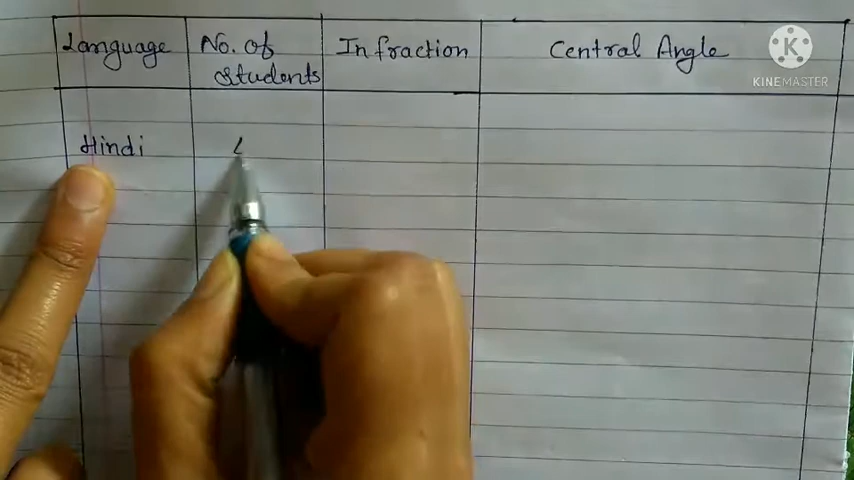 Language No. of Students In fraction Central Angle
Hindi
KINEMASTER